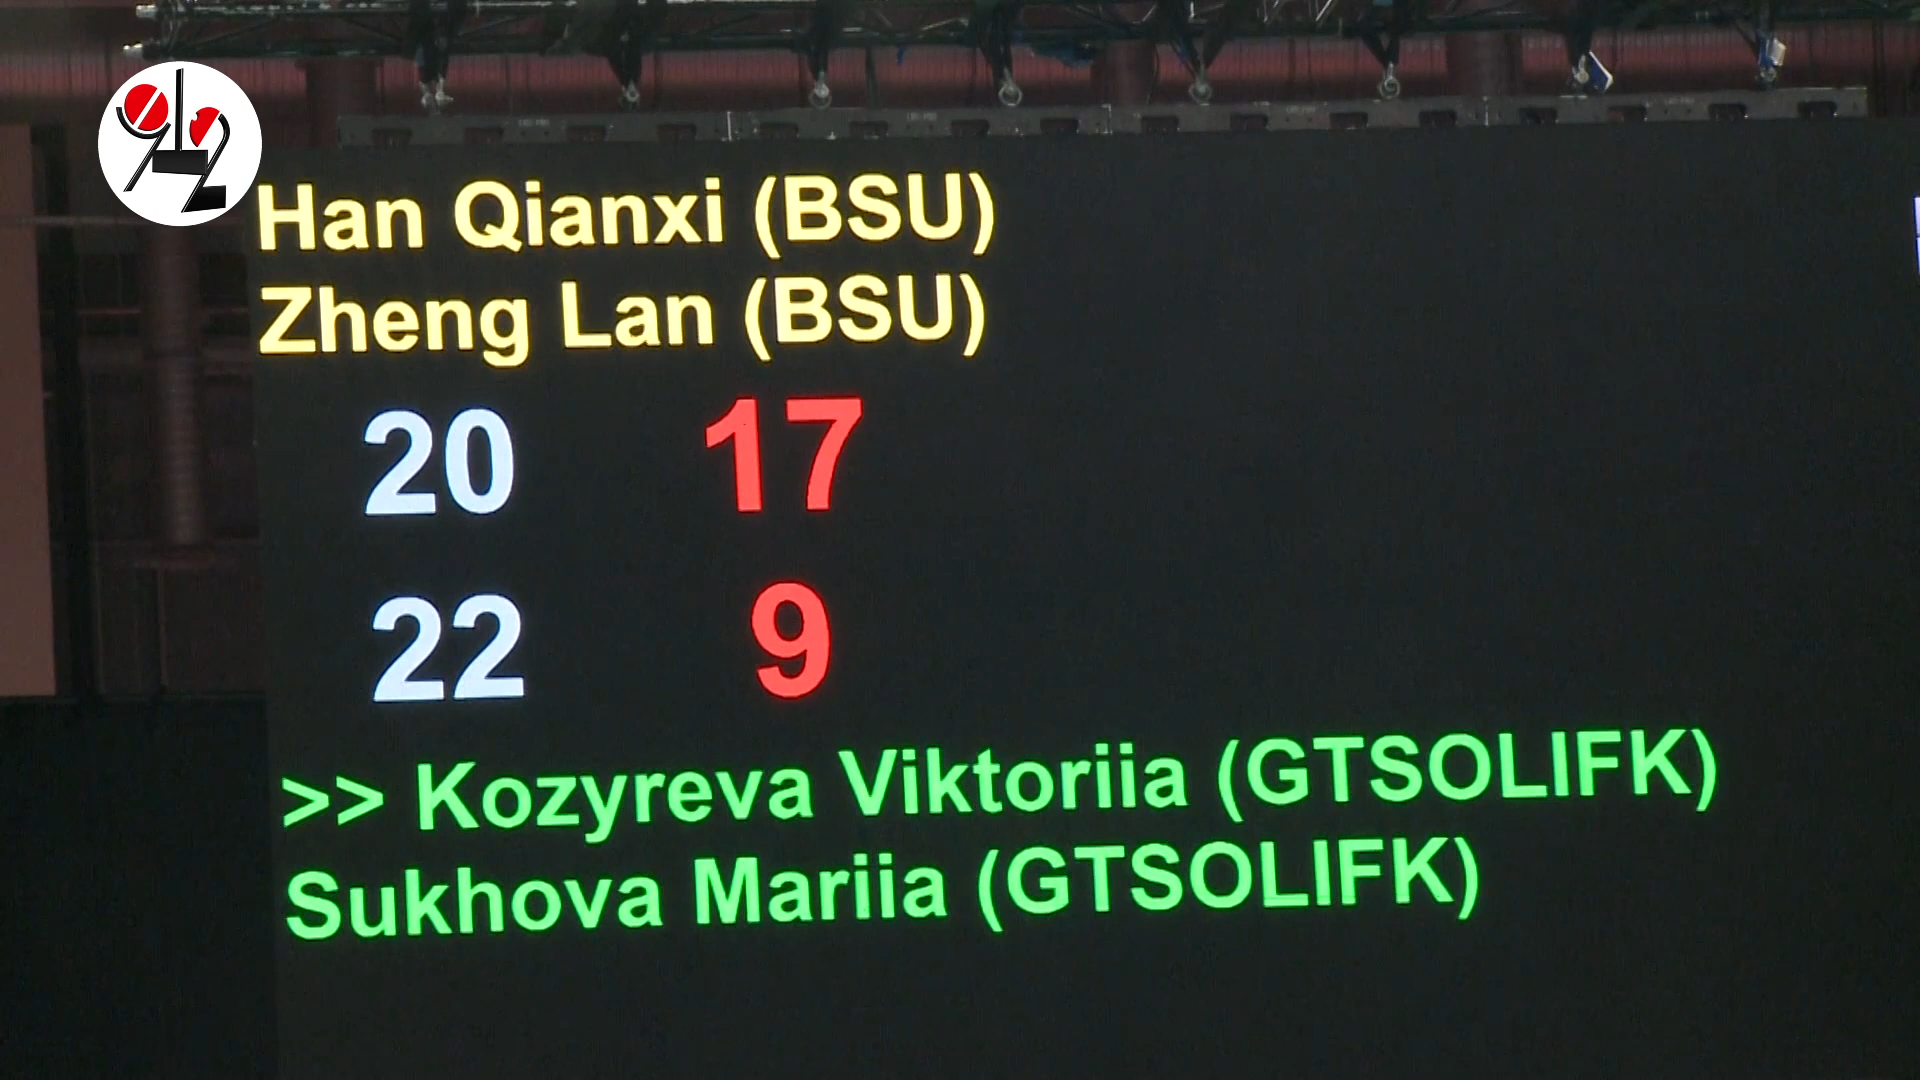 Han Qianxi (BSU)
Zheng Lan (BSU)
20 17
22 9
>> Kozyreva Viktoriia (GTSOLIFK)
Sukhova Mariia (GTSOLIFK)